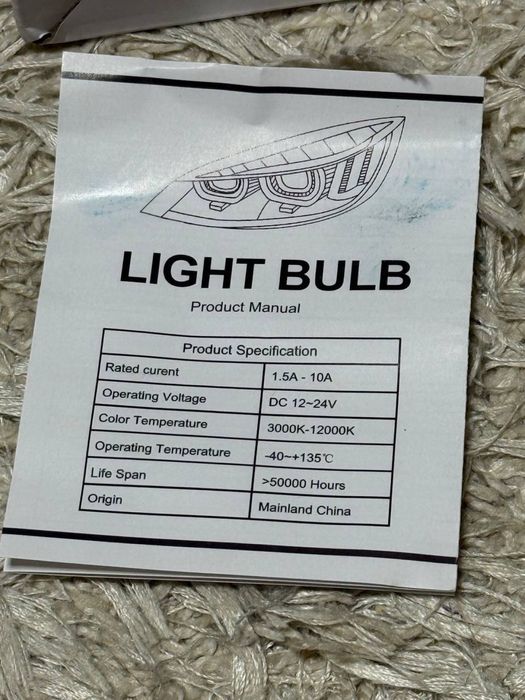 LIGHT BULB
Product Manual
Product Specification
Rated curent 1.5A - 10A
Operating Voltage DC 12~24V
Color Temperature 3000K-12000K
Operating Temperature -40~+135℃
Life Span >50000 Hours
Origin Mainland China